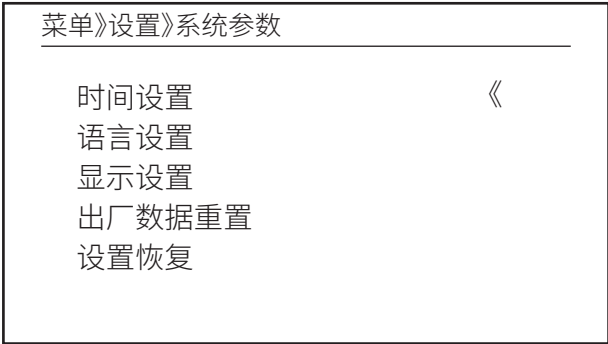 菜单》设置》系统参数
时间设置 《
语言设置
显示设置
出厂数据重置
设置恢复